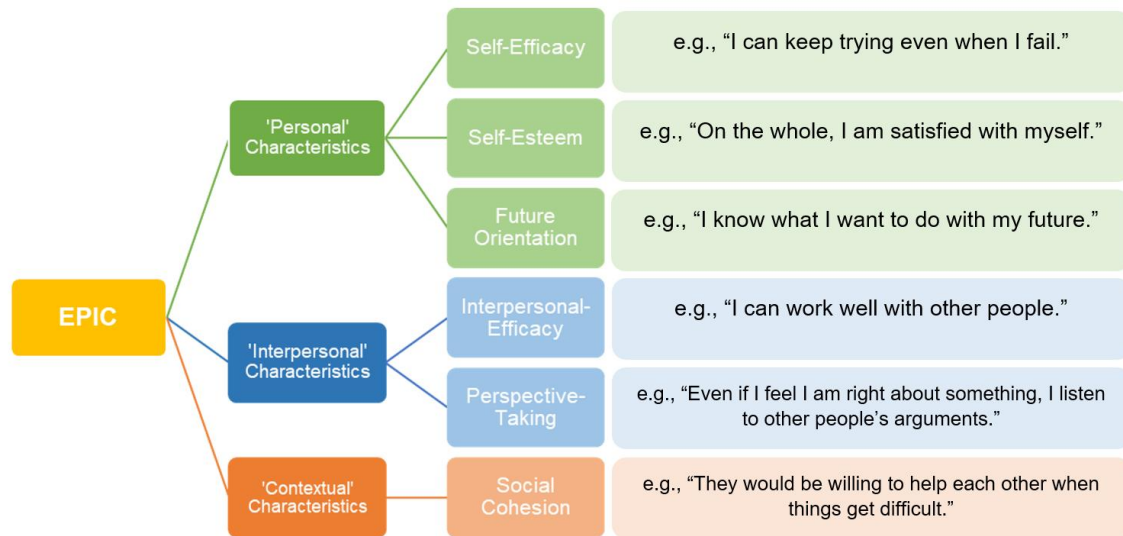 EPIC
'Personal'
Characteristics
Self-Efficacy
e.g., “I can keep trying even when I fail.”
Self-Esteem
e.g., “On the whole, I am satisfied with myself.”
Future
Orientation
e.g., “I know what I want to do with my future.”
'Interpersonal'
Characteristics
Interpersonal-
Efficacy
e.g., “I can work well with other people.”
Perspective-
Taking
e.g., “Even if I feel I am right about something, I listen
to other people’s arguments.”
'Contextual'
Characteristics
Social
Cohesion
e.g., “They would be willing to help each other when
things get difficult.”